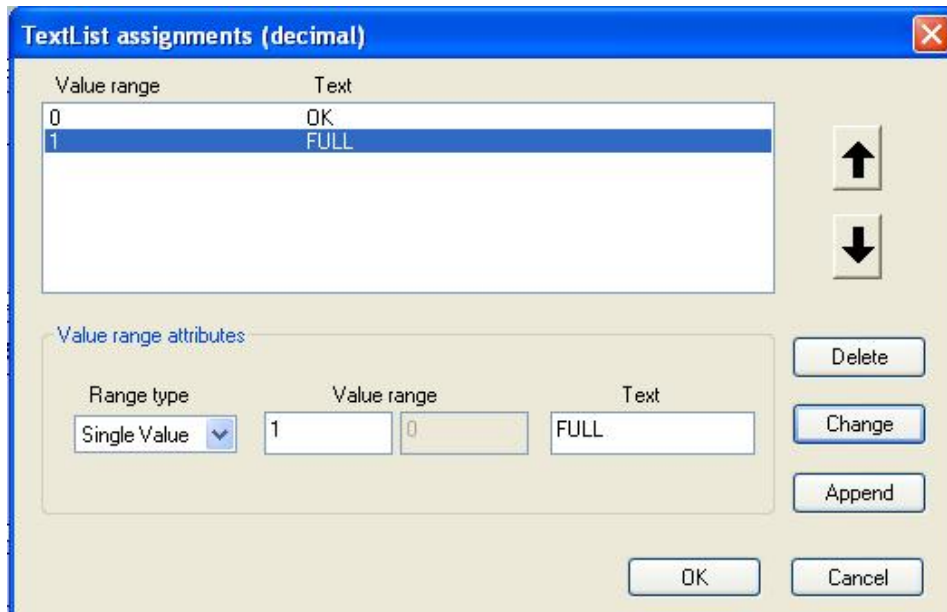 TextList assignments (decimal)
Value range Text
0 OK
1 FULL
Value range attributes
Range type Value range Text
Single Value 1 0 FULL
Delete
Change
Append
OK Cancel